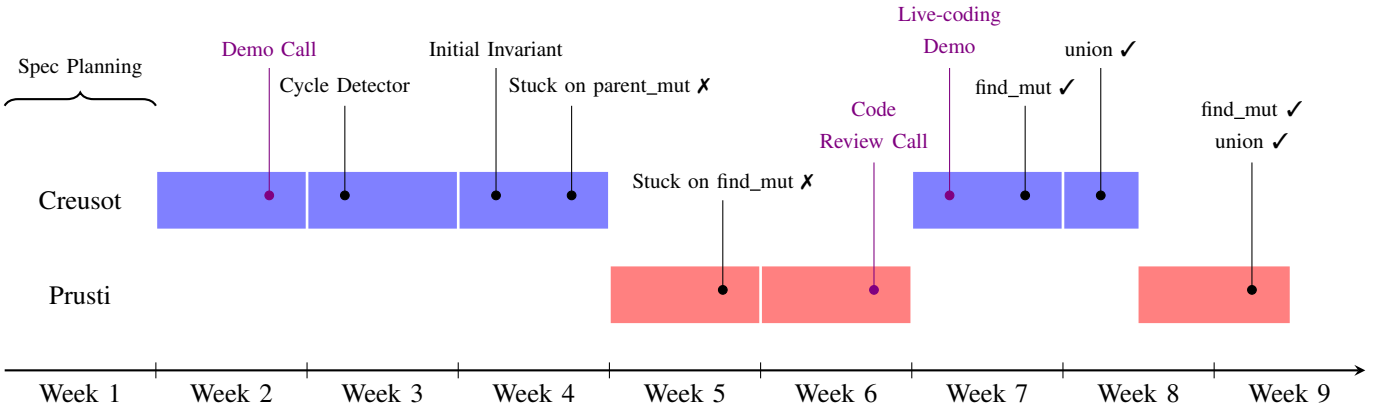 Live-coding
Demo
Demo Call
Initial Invariant
union ✓
Spec Planning
Cycle Detector
Stuck on parent_mut ✗
find_mut ✓
Code
Review Call
find_mut ✓
union ✓
Stuck on find_mut ✗
Creusot
Prusti
Week 1 Week 2 Week 3 Week 4 Week 5 Week 6 Week 7 Week 8 Week 9